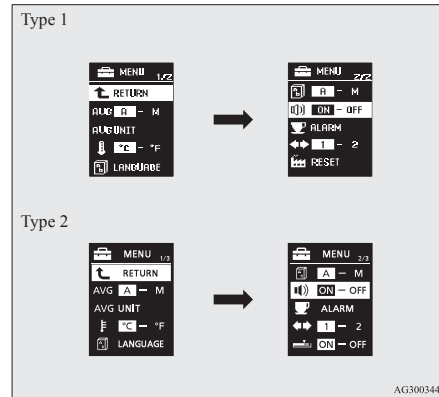 Type 1
MENU 1/2
RETURN
AVG A - M
AVG UNIT
°C - °F
LANGUAGE
MENU 2/2
A - M
ON - OFF
ALARM
1 - 2
RESET
Type 2
MENU 1/3
RETURN
AVG A - M
AVG UNIT
°C - °F
LANGUAGE
MENU 2/3
A - M
ON - OFF
ALARM
1 - 2
ON - OFF
AG300344